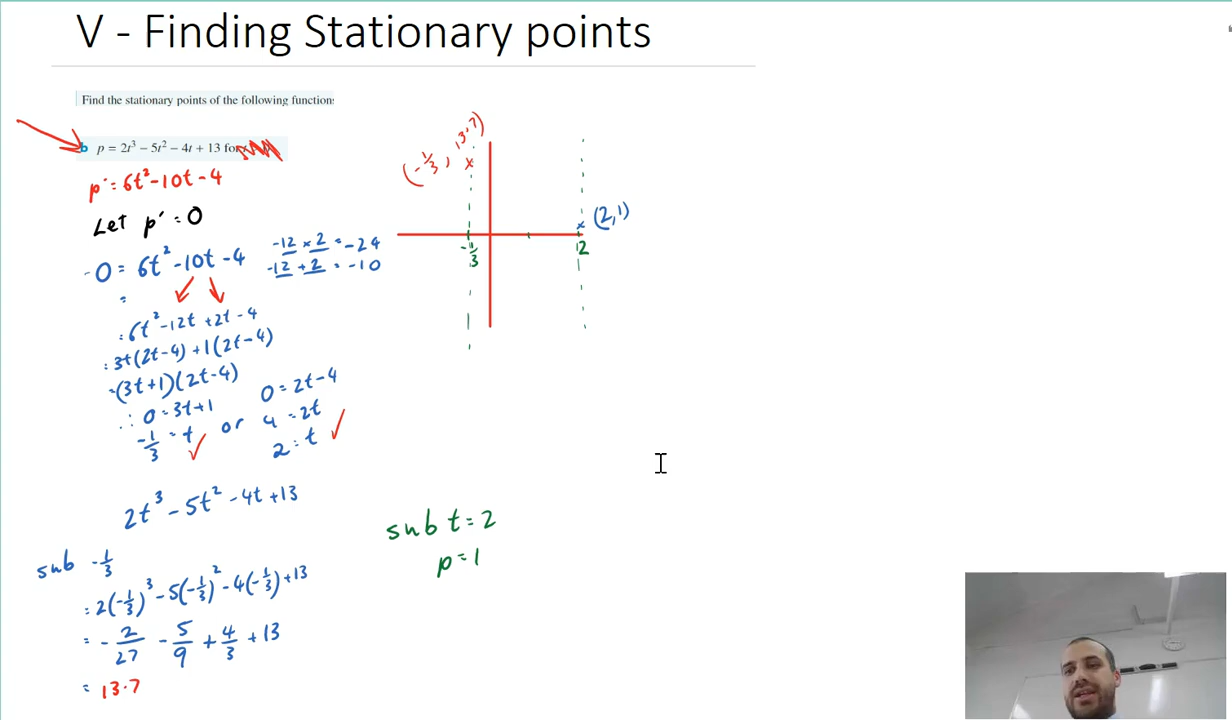 V - Finding Stationary points
Find the stationary points of the following function
b p = 2t³ − 5t² − 4t + 13 for
p' = 6t² - 10t - 4
Let p' = 0
0 = 6t² - 10t - 4
=
= 6t² - 12t + 2t - 4
= 3t(2t - 4) + 1(2t - 4)
= (3t + 1)(2t - 4)
∴ 0 = 3t + 1 or 0 = 2t - 4
-1/3 = t ✓ 4 = 2t
2 = t ✓
-12 × 2 = -24
-12 + 2 = -10
2t³ - 5t² - 4t + 13
sub -1/3
= 2(-1/3)³ - 5(-1/3)² - 4(-1/3) + 13
= -2/27 - 5/9 + 4/3 + 13
= 13.7
(-1/3, 13.7)
(2, 1)
-1/3
2
sub t = 2
p = 1